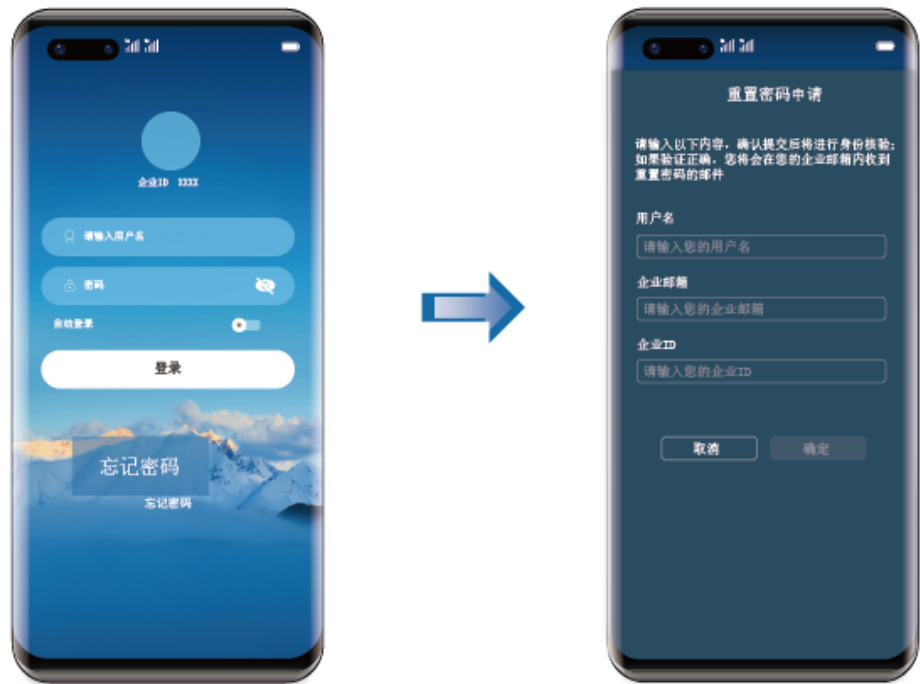 企业ID XXXX
请输入用户名
密码
自动登录
登录
忘记密码
忘记密码
重置密码申请
请输入以下内容，确认提交后将进行身份核验;
如果验证正确，您将会在您的企业邮箱内收到
重置密码的邮件
用户名
请输入您的用户名
企业邮箱
请输入您的企业邮箱
企业ID
请输入您的企业ID
取消
确定